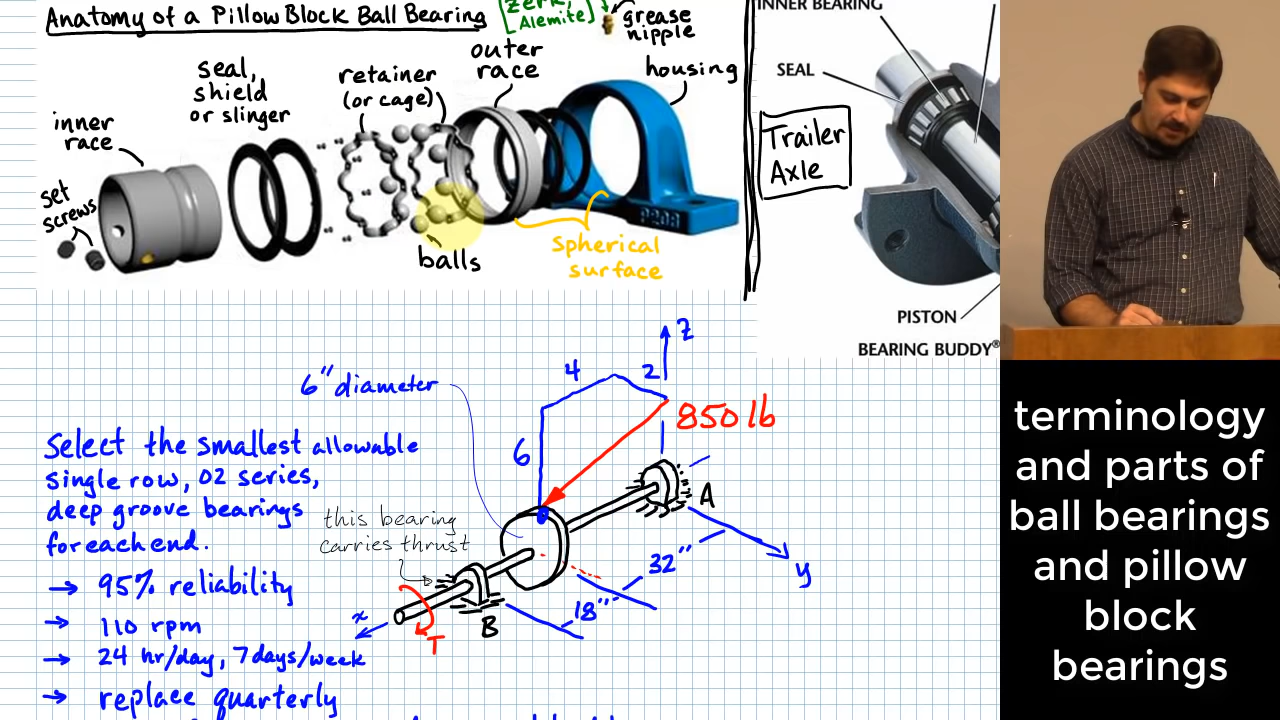 Anatomy of a Pillow Block Ball Bearing
zerk,
Alemite
grease
nipple
outer
race
housing
seal,
shield
or slinger
retainer
(or cage)
inner
race
set
screws
balls
spherical
surface
INNER BEARING
SEAL
Trailer
Axle
PISTON
BEARING BUDDY®
z
4
2
6" diameter
850 lb
6
Select the smallest allowable
single row, 02 series,
deep groove bearings
for each end.
this bearing
carries thrust
A
32"
y
18"
x
B
T
→ 95% reliability
→ 110 rpm
→ 24 hr/day, 7 days/week
→ replace quarterly
terminology
and parts of
ball bearings
and pillow
block
bearings